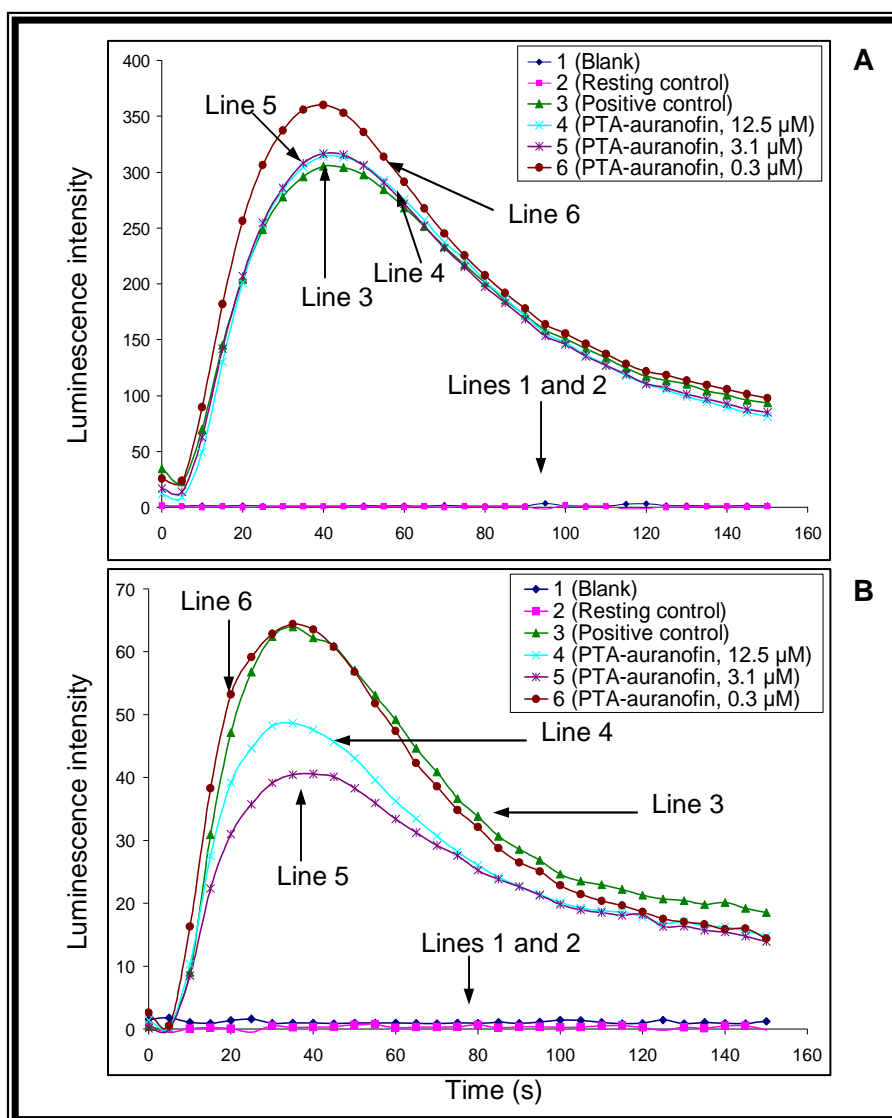 A
400
350
300
250
200
150
100
50
0
Luminescence intensity
1 (Blank)
2 (Resting control)
3 (Positive control)
4 (PTA-auranofin, 12.5 µM)
5 (PTA-auranofin, 3.1 µM)
6 (PTA-auranofin, 0.3 µM)
Line 5
Line 6
Line 4
Line 3
Lines 1 and 2
0 20 40 60 80 100 120 140 160
B
70
60
50
40
30
20
10
0
Luminescence intensity
1 (Blank)
2 (Resting control)
3 (Positive control)
4 (PTA-auranofin, 12.5 µM)
5 (PTA-auranofin, 3.1 µM)
6 (PTA-auranofin, 0.3 µM)
Line 6
Line 4
Line 3
Line 5
Lines 1 and 2
0 20 40 60 80 100 120 140 160
Time (s)